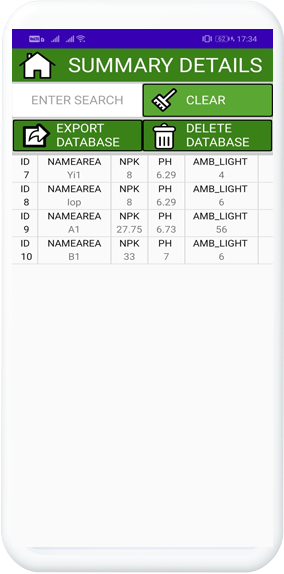 62 17:34
SUMMARY DETAILS
ENTER SEARCH CLEAR
EXPORT DATABASE
DELETE DATABASE
ID NAMEAREA NPK PH AMB_LIGHT
7 Yi1 8 6.29 4
ID NAMEAREA NPK PH AMB_LIGHT
8 Iop 8 6.29 6
ID NAMEAREA NPK PH AMB_LIGHT
9 A1 27.75 6.73 56
ID NAMEAREA NPK PH AMB_LIGHT
10 B1 33 7 6